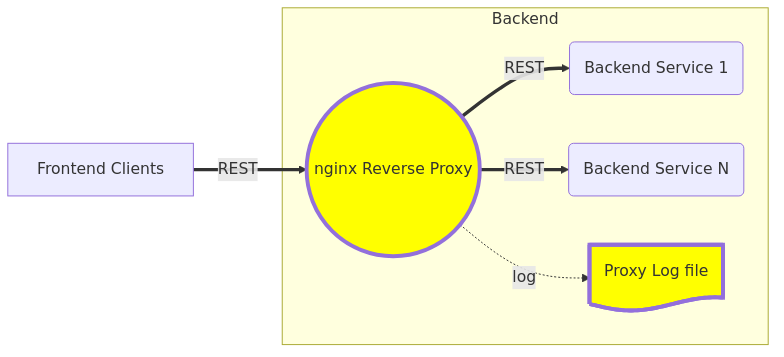 Backend
REST
Backend Service 1
Frontend Clients
REST
nginx Reverse Proxy
REST
Backend Service N
log
Proxy Log file